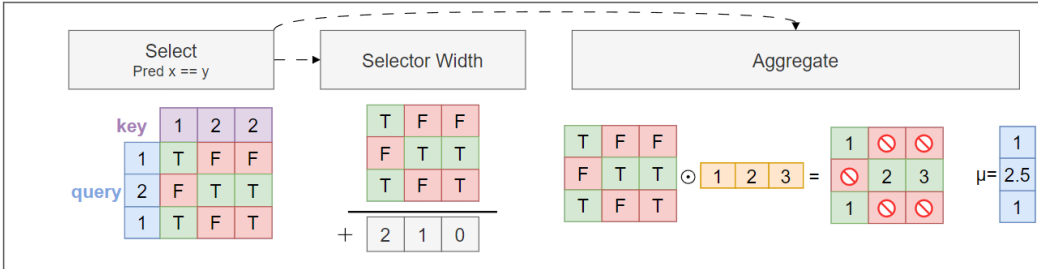 Select
Pred x == y
Selector Width
Aggregate
key 1 2 2
1 T F F
query 2 F T T
1 T F T
T F F
F T T
T F T
+ 2 1 0
T F F
F T T
T F T
⊙ 1 2 3 =
1
2 3
1
μ= 1
2.5
1